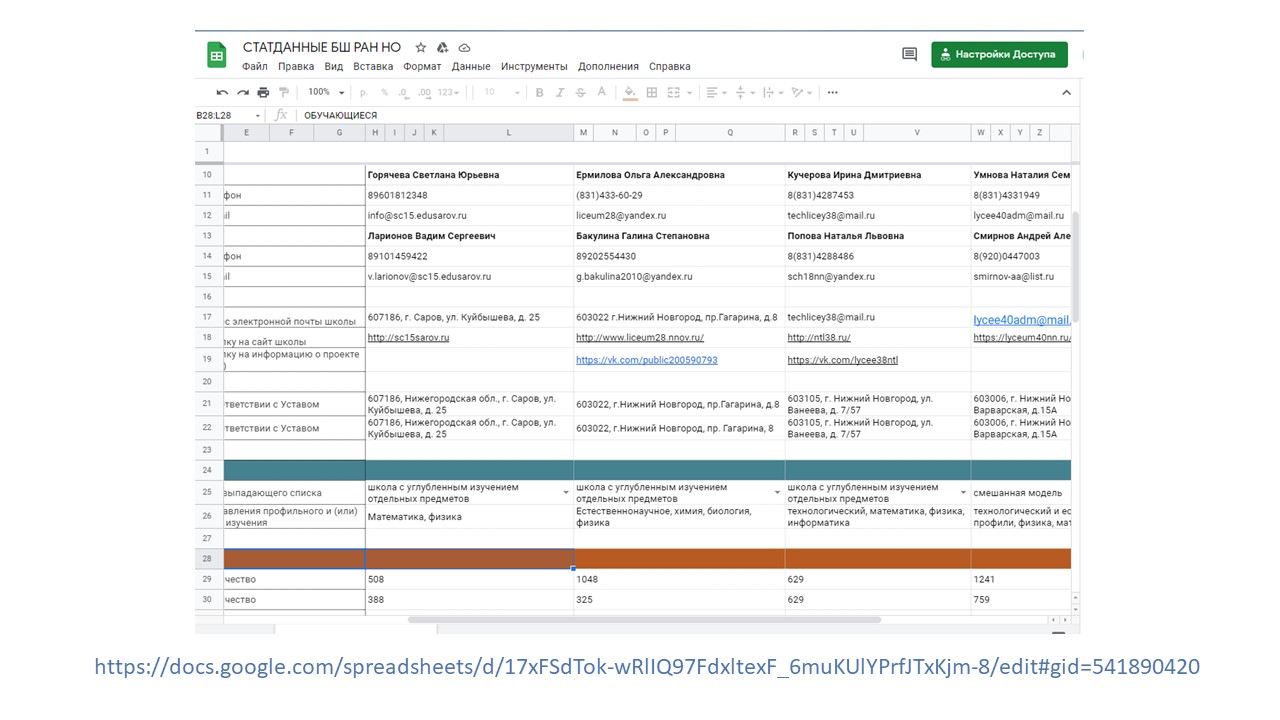 СТАТДАННЫЕ БШ РАН НО
Файл Правка Вид Вставка Формат Данные Инструменты Дополнения Справка
Настройки Доступа
100% р. % .0 .00 123 10 B I S A
B28:L28 fx ОБУЧАЮЩИЕСЯ
E F G H I J K L M N O P Q R S T U V W X Y Z
1
10 Горячева Светлана Юрьевна Ермилова Ольга Александровна Кучерова Ирина Дмитриевна Умнова Наталия Сем
11 фон 89601812348 (831)433-60-29 8(831)4287453 8(831)4331949
12 il info@sc15.edusarov.ru liceum28@yandex.ru techlicey38@mail.ru lycee40adm@mail.ru
13 Ларионов Вадим Сергеевич Бакулина Галина Степановна Попова Наталья Львовна Смирнов Андрей Але
14 фон 89101459422 89202554430 8(831)4288486 8(920)0447003
15 il v.larionov@sc15.edusarov.ru g.bakulina2010@yandex.ru sch18nn@yandex.ru smirnov-aa@list.ru
16
17 с электронной почты школы 607186, г. Саров, ул. Куйбышева, д. 25 603022 г.Нижний Новгород, пр.Гагарина, д.8 techlicey38@mail.ru lycee40adm@mail.
18 лку на сайт школы http://sc15sarov.ru http://www.liceum28.nnov.ru/ http://ntl38.ru/ https://lyceum40nn.ru/
19 лку на информацию о проекте https://vk.com/public200590793 https://vk.com/lycee38ntl
)
20
21 тветствии с Уставом 607186, Нижегородская обл., г. Саров, ул. Куйбышева, д. 25 603022, г.Нижний Новгород, пр.Гагарина, д.8 603105, г. Нижний Новгород, ул. Ванеева, д. 7/57 603006, г. Нижний Но Варварская, д.15А
22 тветствии с Уставом 607186, Нижегородская обл., г. Саров, ул. Куйбышева, д. 25 603022, г.Нижний Новгород, пр. Гагарина, 8 603105, г. Нижний Новгород, ул. Ванеева, д. 7/57 603006, г. Нижний Но Варварская, д.15А
23
24
25 выпадающего списка школа с углубленным изучением отдельных предметов школа с углубленным изучением отдельных предметов школа с углубленным изучением отдельных предметов смешанная модель
26 авления профильного и (или) изучения Математика, физика Естественнонаучное, химия, биология, физика технологический, математика, физика, информатика технологический и ес профили, физика, мат
27
28
29 чество 508 1048 629 1241
30 чество 388 325 629 759
https://docs.google.com/spreadsheets/d/17xFSdTok-wRlIQ97FdxltexF_6muKUlYPrfJTxKjm-8/edit#gid=541890420